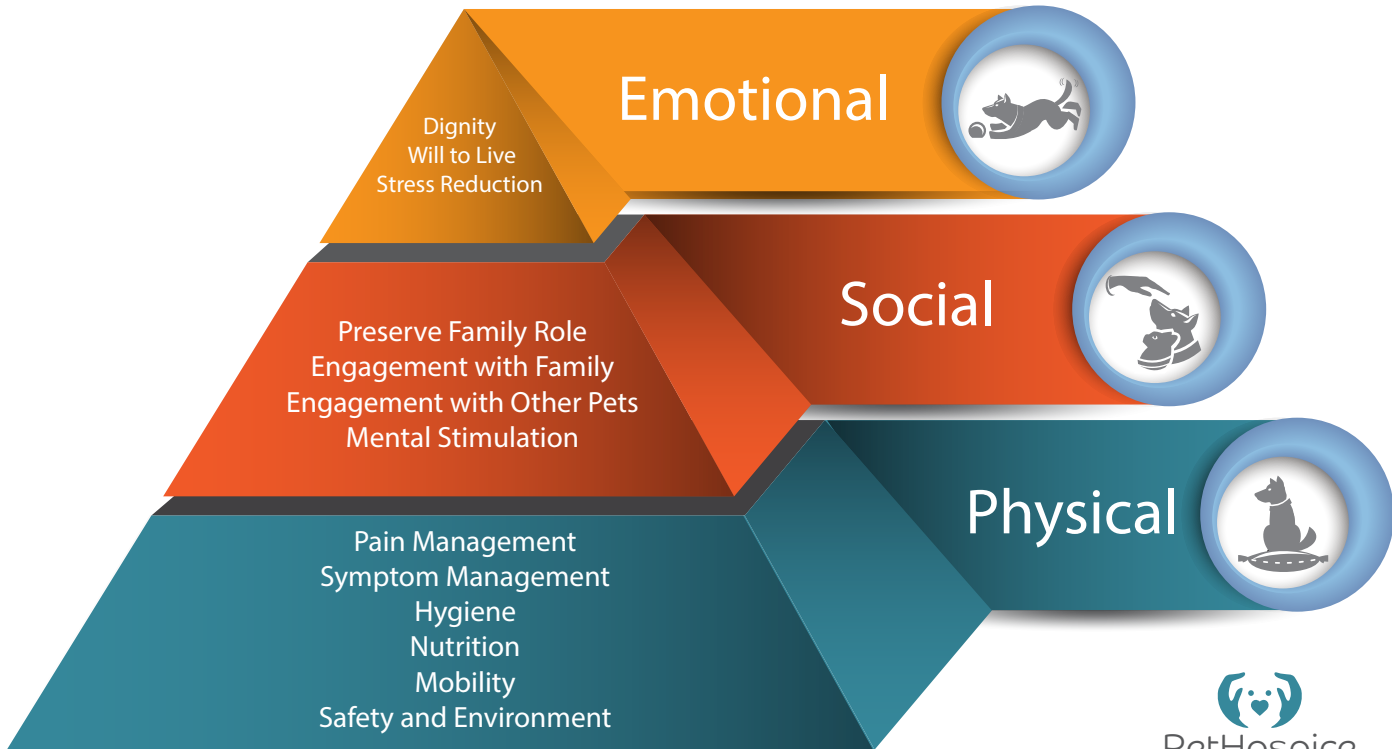 Emotional
Dignity
Will to Live
Stress Reduction
Social
Preserve Family Role
Engagement with Family
Engagement with Other Pets
Mental Stimulation
Physical
Pain Management
Symptom Management
Hygiene
Nutrition
Mobility
Safety and Environment
PetHospice